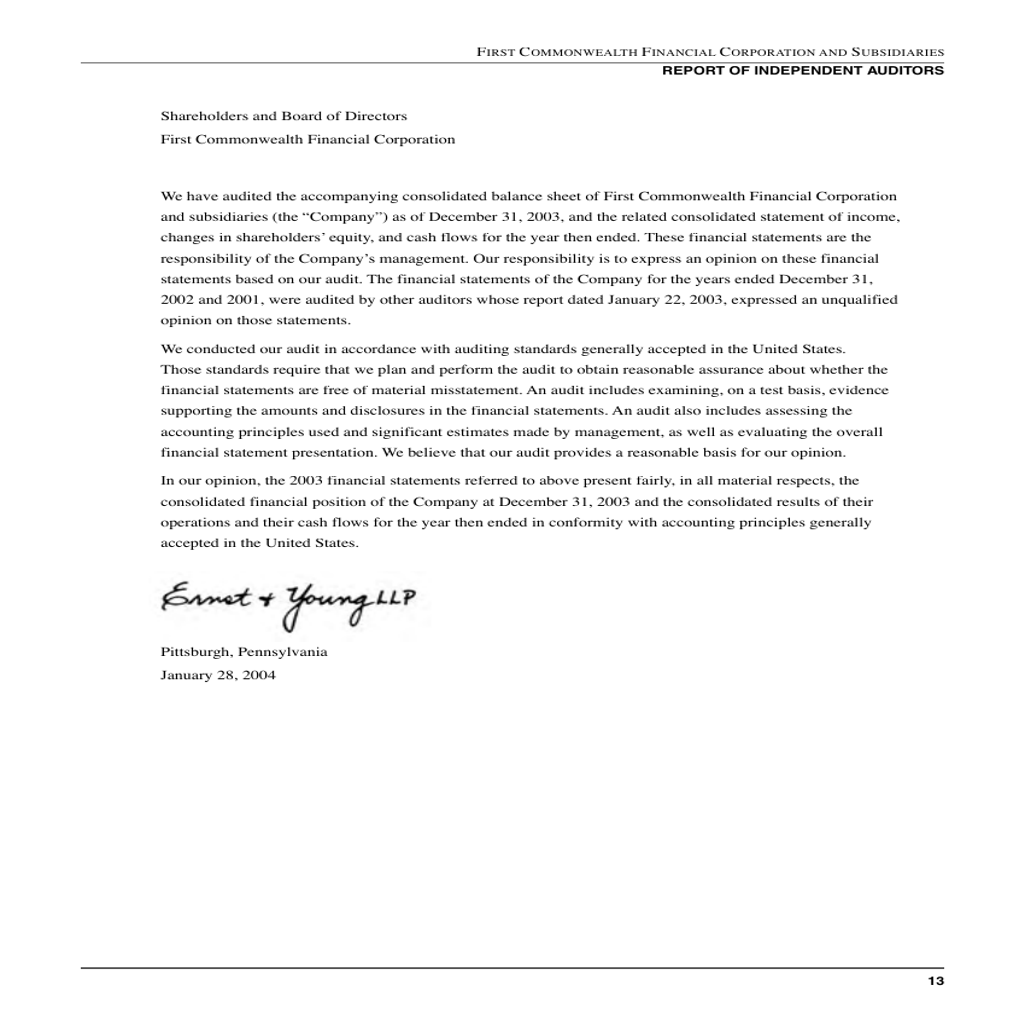 FIRST COMMONWEALTH FINANCIAL CORPORATION AND SUBSIDIARIES
REPORT OF INDEPENDENT AUDITORS
Shareholders and Board of Directors
First Commonwealth Financial Corporation
We have audited the accompanying consolidated balance sheet of First Commonwealth Financial Corporation
and subsidiaries (the “Company”) as of December 31, 2003, and the related consolidated statement of income,
changes in shareholders’ equity, and cash flows for the year then ended. These financial statements are the
responsibility of the Company’s management. Our responsibility is to express an opinion on these financial
statements based on our audit. The financial statements of the Company for the years ended December 31,
2002 and 2001, were audited by other auditors whose report dated January 22, 2003, expressed an unqualified
opinion on those statements.
We conducted our audit in accordance with auditing standards generally accepted in the United States.
Those standards require that we plan and perform the audit to obtain reasonable assurance about whether the
financial statements are free of material misstatement. An audit includes examining, on a test basis, evidence
supporting the amounts and disclosures in the financial statements. An audit also includes assessing the
accounting principles used and significant estimates made by management, as well as evaluating the overall
financial statement presentation. We believe that our audit provides a reasonable basis for our opinion.
In our opinion, the 2003 financial statements referred to above present fairly, in all material respects, the
consolidated financial position of the Company at December 31, 2003 and the consolidated results of their
operations and their cash flows for the year then ended in conformity with accounting principles generally
accepted in the United States.
Ernst + Young LLP
Pittsburgh, Pennsylvania
January 28, 2004
13